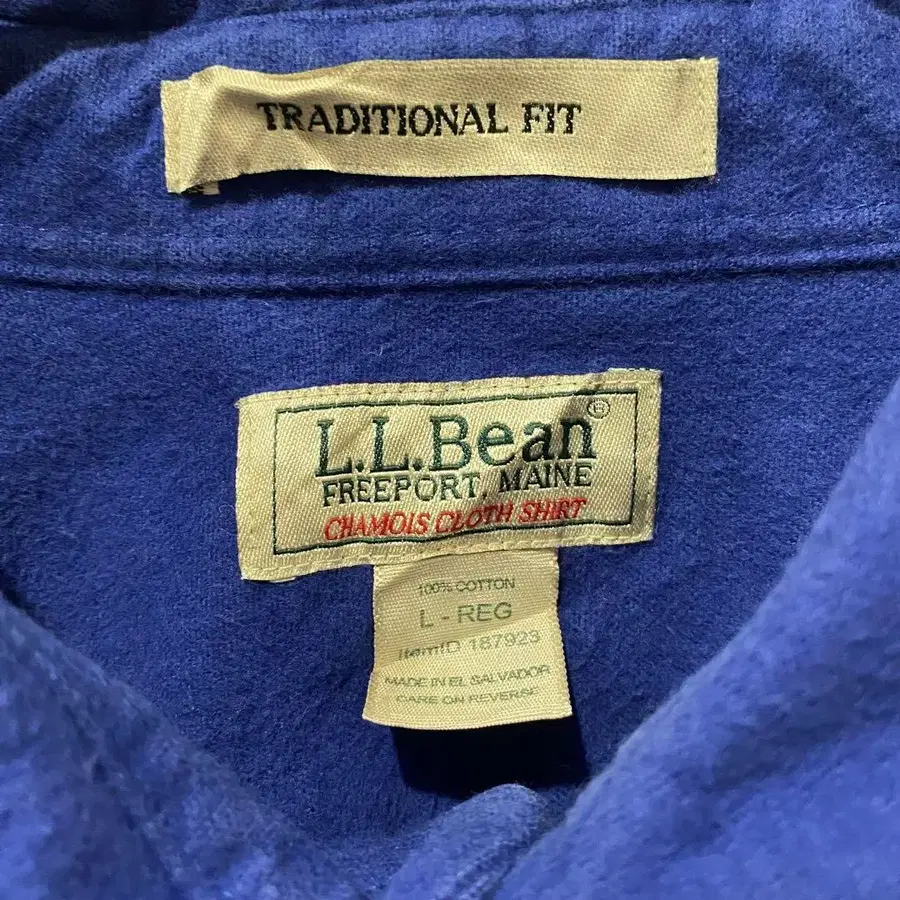 TRADITIONAL FIT
L.L.Bean®
FREEPORT, MAINE
CHAMOIS CLOTH SHIRT
100% COTTON
L - REG
ItemID 187923
MADE IN EL SALVADOR
CARE ON REVERSE